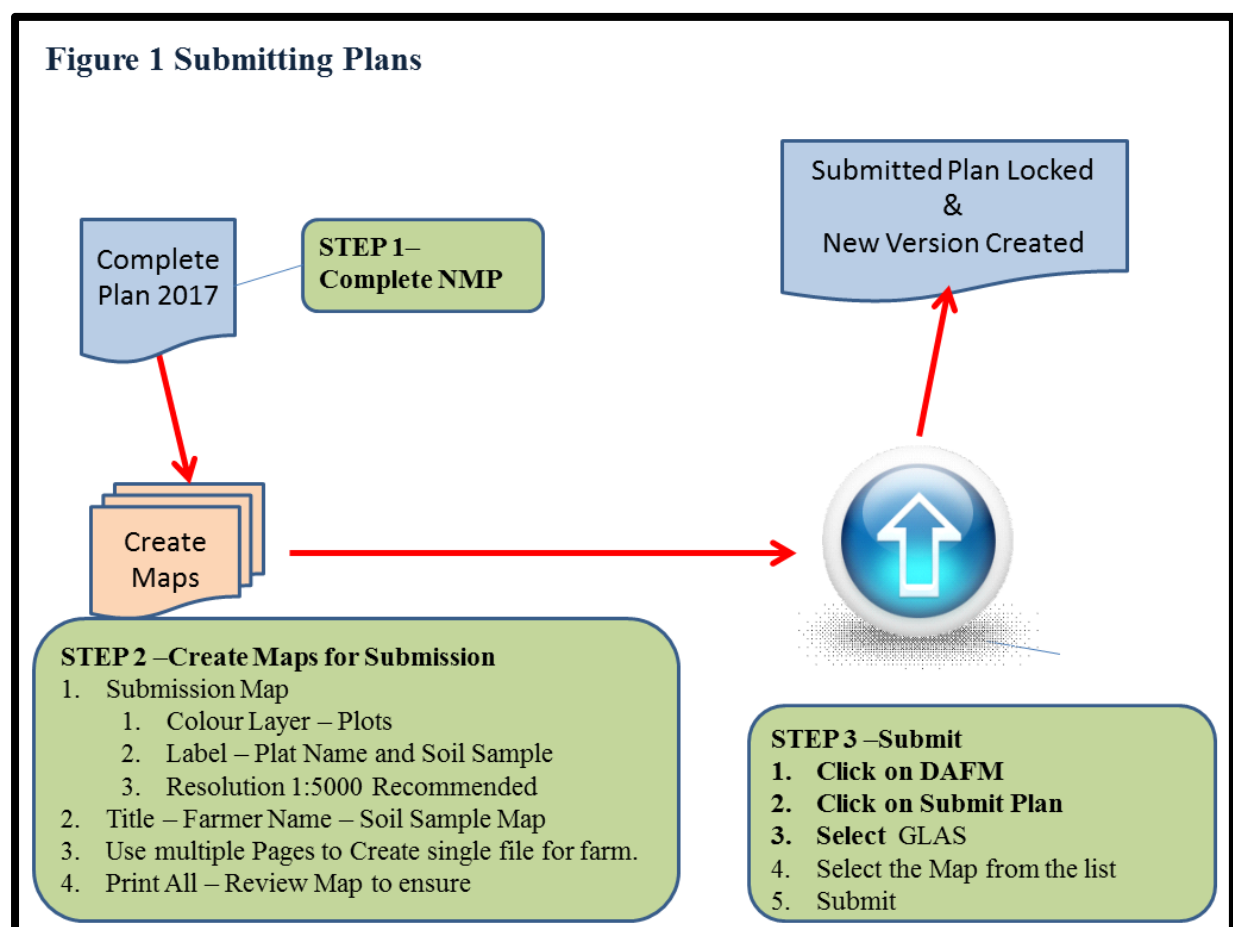 Figure 1 Submitting Plans
Submitted Plan Locked
&
New Version Created
Complete
Plan 2017
STEP 1–
Complete NMP
Create
Maps
STEP 2 –Create Maps for Submission
1. Submission Map
1. Colour Layer – Plots
2. Label – Plat Name and Soil Sample
3. Resolution 1:5000 Recommended
2. Title – Farmer Name – Soil Sample Map
3. Use multiple Pages to Create single file for farm.
4. Print All – Review Map to ensure
STEP 3 –Submit
1. Click on DAFM
2. Click on Submit Plan
3. Select GLAS
4. Select the Map from the list
5. Submit